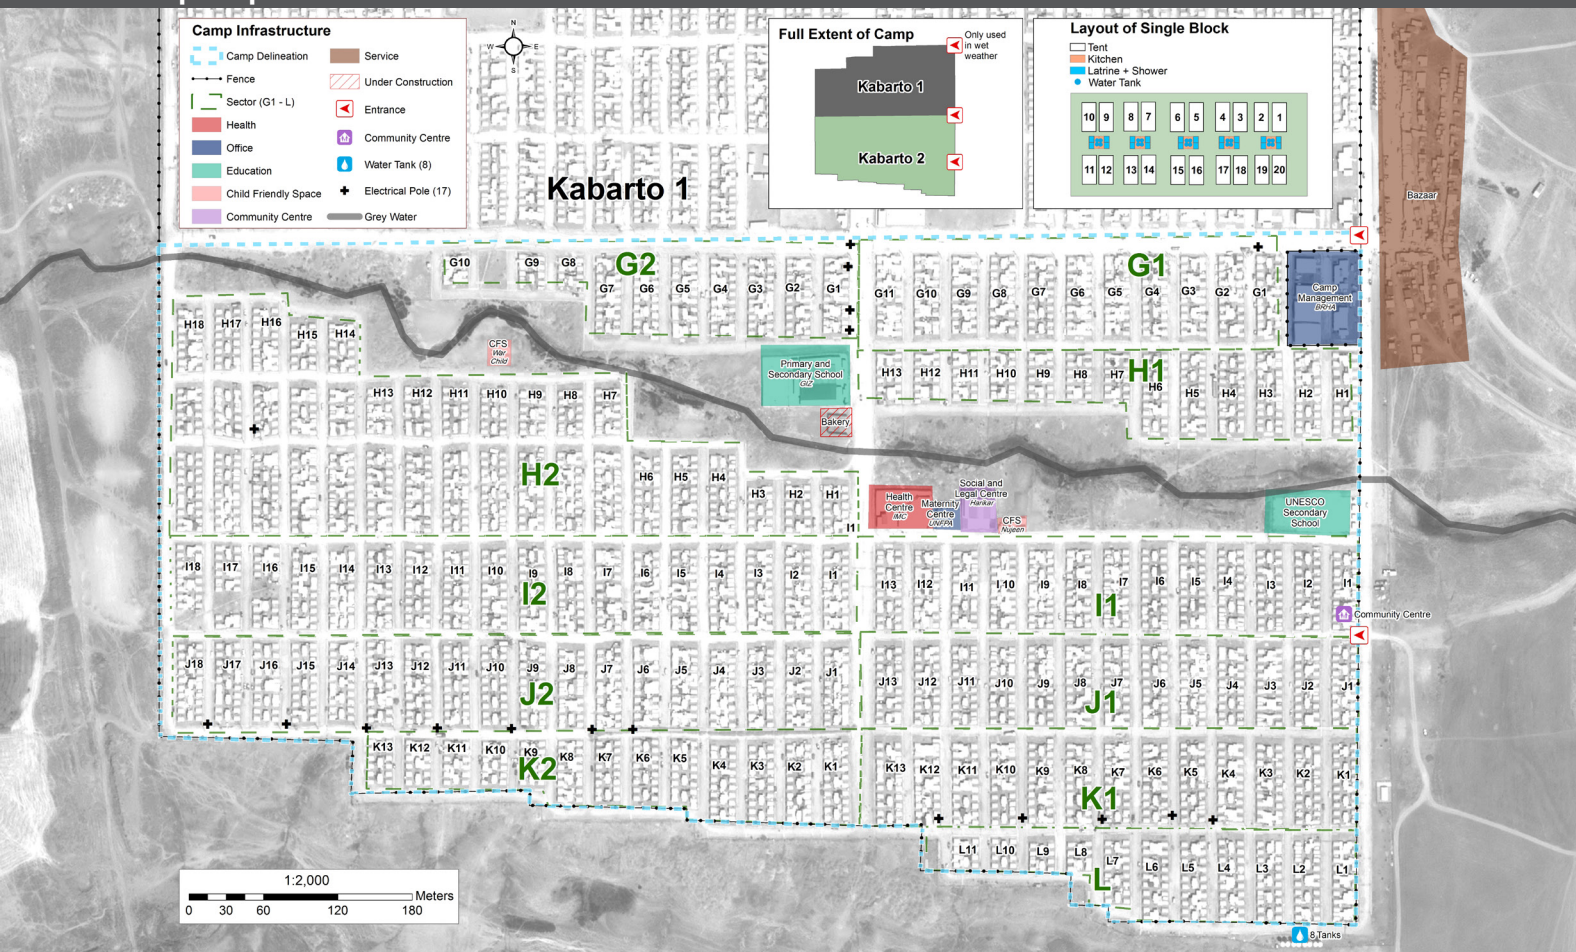 Camp Infrastructure
Camp Delineation
Fence
Sector (G1 - L)
Health
Office
Education
Child Friendly Space
Community Centre
Service
Under Construction
Entrance
Community Centre
Water Tank (8)
Electrical Pole (17)
Grey Water
N
W E
S
Kabarto 1
Full Extent of Camp
Only used
in wet
weather
Kabarto 1
Kabarto 2
Layout of Single Block
Tent
Kitchen
Latrine + Shower
Water Tank
10 9 8 7 6 5 4 3 2 1
11 12 13 14 15 16 17 18 19 20
Bazaar
G2
G10 G9 G8 G7 G6 G5 G4 G3 G2 G1
G1
G11 G10 G9 G8 G7 G6 G5 G4 G3 G2 G1
Camp
Management
BRHA
H18 H17 H16 H15 H14
CFS
War
Child
Primary and
Secondary School
GIZ
Bakery
H1
H13 H12 H11 H10 H9 H8 H7 H6 H5 H4 H3 H2 H1
H13 H12 H11 H10 H9 H8 H7
H2
H6 H5 H4 H3 H2 H1
I1
Health
Centre
IMC
Maternity
Centre
UNFPA
Social and
Legal Centre
Harikar
CFS
Nujeen
UNESCO
Secondary
School
I18 I17 I16 I15 I14 I13 I12 I11 I10 I9 I8 I7 I6 I5 I4 I3 I2 I1
I2
I13 I12 I11 I10 I9 I8 I7 I6 I5 I4 I3 I2 I1
I1
Community Centre
J18 J17 J16 J15 J14 J13 J12 J11 J10 J9 J8 J7 J6 J5 J4 J3 J2 J1
J2
J13 J12 J11 J10 J9 J8 J7 J6 J5 J4 J3 J2 J1
J1
K13 K12 K11 K10 K9 K8 K7 K6 K5 K4 K3 K2 K1
K2
K13 K12 K11 K10 K9 K8 K7 K6 K5 K4 K3 K2 K1
K1
L11 L10 L9 L8 L7 L6 L5 L4 L3 L2 L1
L
8 Tanks
1:2,000
Meters
0 30 60 120 180